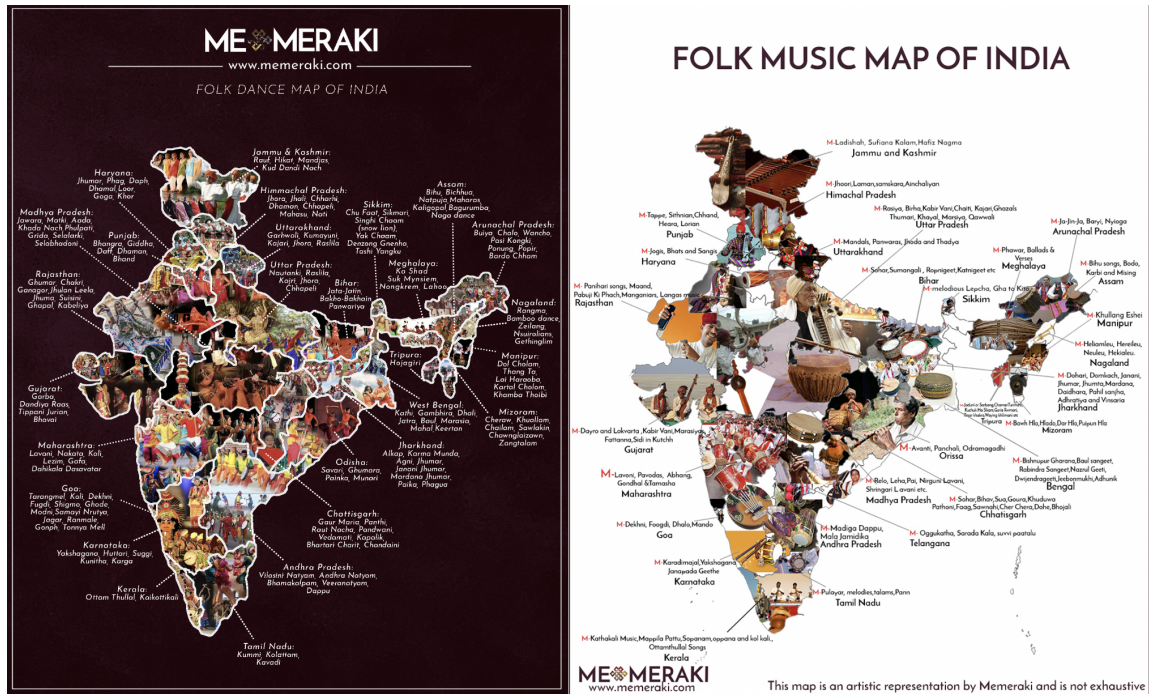 ME MERAKI
www.memeraki.com
FOLK DANCE MAP OF INDIA
Jammu & Kashmir:
Rauf, Hikat, Mandjas,
Kud Dandi Nach
Haryana:
Jhumar, Phag, Daph,
Dhamal, Loor,
Goga, Khor
Himmachal Pradesh:
Jhora, Jhali, Chharhi,
Dhaman, Chhapeli,
Mahasu, Nati
Sikkim:
Chu Faat, Sikmari,
Singhi Chaam
(snow lion),
Yak Chaam
Denzong Gnenho,
Tashi Yangku
Assam:
Bihu, Bichhua,
Natpuja, Maharas,
Kaligopal, Bagurumba,
Naga dance
Madhya Pradesh:
Jawara, Matki, Aada,
Khada Nach Phulpati,
Grida, Selalarki,
Selabhadoni
Punjab:
Bhangra, Giddha,
Daff, Dhaman,
Bhand
Uttarakhand:
Garhwali, Kumayuni,
Kajari, Jhora, Raslila
Arunachal Pradesh:
Buiya, Chalo, Wancho,
Pasi Kongki,
Ponung, Popir,
Bardo Chham
Uttar Pradesh:
Nautanki, Raslila,
Kajri, Jhora,
Chhapeli
Meghalaya:
Ka Shad
Suk Mynsiem,
Nongkrem, Lahoo
Rajasthan:
Ghumar, Chakri,
Ganagor, Jhulan Leela,
Jhuma, Suisini,
Ghapal, Kabeliya
Bihar:
Jata-Jatin,
Bakho-Bakhain
Panwariya
Nagaland:
Rangma,
Bamboo dance,
Zeilang,
Nsuirolians,
Gethinglim
Tripura:
Hojagiri
Manipur:
Dol Cholam,
Thang Ta,
Lai Haraoba,
Kartal Cholam,
Khamba Thaibi
Gujarat:
Garba,
Dandiya Raas,
Tippani Jurian,
Bhavai
West Bengal:
Kathi, Gambhira, Dhali,
Jatra, Baul, Marasia,
Mahal, Keertan
Mizoram:
Cheraw, Khuallam,
Chailam, Sawlakin,
Chawnglaizawn,
Zangtalam
Maharashtra:
Lavani, Nakata, Koli,
Lezim, Gafa,
Dahikala Dasavatar
Jharkhand:
Alkap, Karma Munda,
Agni, Jhumar,
Janani Jhumar,
Mardana Jhumar,
Paika, Phagua
Odisha:
Savari, Ghumara,
Painka, Munari
Goa:
Tarangmel, Koli, Dekhni,
Fugdi, Shigmo, Ghode,
Modni, Samayi Nrutya,
Jagar, Ranmale,
Gonph, Tonnya Mell
Chattisgarh:
Gaur Maria, Panthi,
Raut Nacha, Pandwani,
Vedamati, Kapalik,
Bhartari Charit, Chandaini
Karnataka:
Yakshagana, Huttari, Suggi,
Kunitha, Karga
Andhra Pradesh:
Vilasini Natyam, Andhra Natyam,
Bhamakalpam, Veeranatyam,
Dappu
Kerala:
Ottam Thullal, Kaikottikali
Tamil Nadu:
Kummi, Kolattam,
Kavadi
FOLK MUSIC MAP OF INDIA
M-Ladishah, Sufiana Kalam,Hafiz Nagma
Jammu and Kashmir
M-Jhoori,Laman,samskara,Ainchaliyan
Himachal Pradesh
M-Tappe, Sithnian,Chhand,
Heara, Lorian
Punjab
M-Rasiya, Birha,Kabir Vani,Chaiti, Kajari,Ghazals
Thumari, Khayal, Marsiya, Qawwali
Uttar Pradesh
M-Ja-Jin-Ja, Baryi, Nyioga
Arunachal Pradesh
M-Jogis, Bhats and Sangis
Haryana
M-Mandals, Panwaras, Jhoda and Thadya
Uttarakhand
M-Phawar, Ballads &
Verses
Meghalaya
M-Bihu songs, Bodo,
Karbi and Mising
Assam
M-Sohar,Sumangali , Ropnigeet,Katnigeet etc
Bihar
M-Panihari songs, Maand,
Pabuji Ki Phach,Manganiars, Langas music
Rajasthan
M melodious Lepcha, Gha to Kito
Sikkim
M-Khullang Eshei
Manipur
M-Heliamleu, Hereileu,
Neuleu, Hekialeu.
Nagaland
M-Dohari, Domkach, Janani,
Jhumar, Jhumta,Mardana,
Daidhara, Pahil sanjha,
Adhratiya and Vinsaria
Jharkhand
Tripura
M-Bawh Hla,Hlado,Dar Hla,Puipun Hla
Mizoram
M-Dayro and Lokvarta ,Kabir Vani,Marasiya,
Fattanna,Sidi in Kutchh
Gujarat
M-Avanti, Panchali, Odramagadhi
Orissa
M-Bishnupur Gharana,Baul sangeet,
Rabindra Sangeet,Nazrul Geeti,
Dwijendrageeti,Jeebonmukhi,Adhunik
Bengal
M-Lavani, Pavadas, Abhang,
Gondhal &Tamasha
Maharashtra
M-Relo, Leha,Pai, Nirguni Lavani,
Shringari Lavani etc.
Madhya Pradesh
M-Sohar,Bihav,Sua,Goura,Khuduwa
Pathoni,Faag,Sawnahi,Cher Chera,Dohe,Bhojali
Chhatisgarh
M-Dekhni, Foogdi, Dhalo,Mando
Goa
M-Madiga Dappu,
Mala Jamidika
Andhra Pradesh
M- Oggukatha, Sarada Kala, suvvi paatalu
Telangana
M-Karadimajal,Yakshagana,
Janapada Geethe
Karnataka
M-Pulayar, melodies,talams,Pann
Tamil Nadu
M-Kathakali Music,Mappila Pattu,Sopanam,oppana and kol kali.,
Ottamthullal Songs
Kerala
ME MERAKI
www.memeraki.com
This map is an artistic representation by Memeraki and is not exhaustive